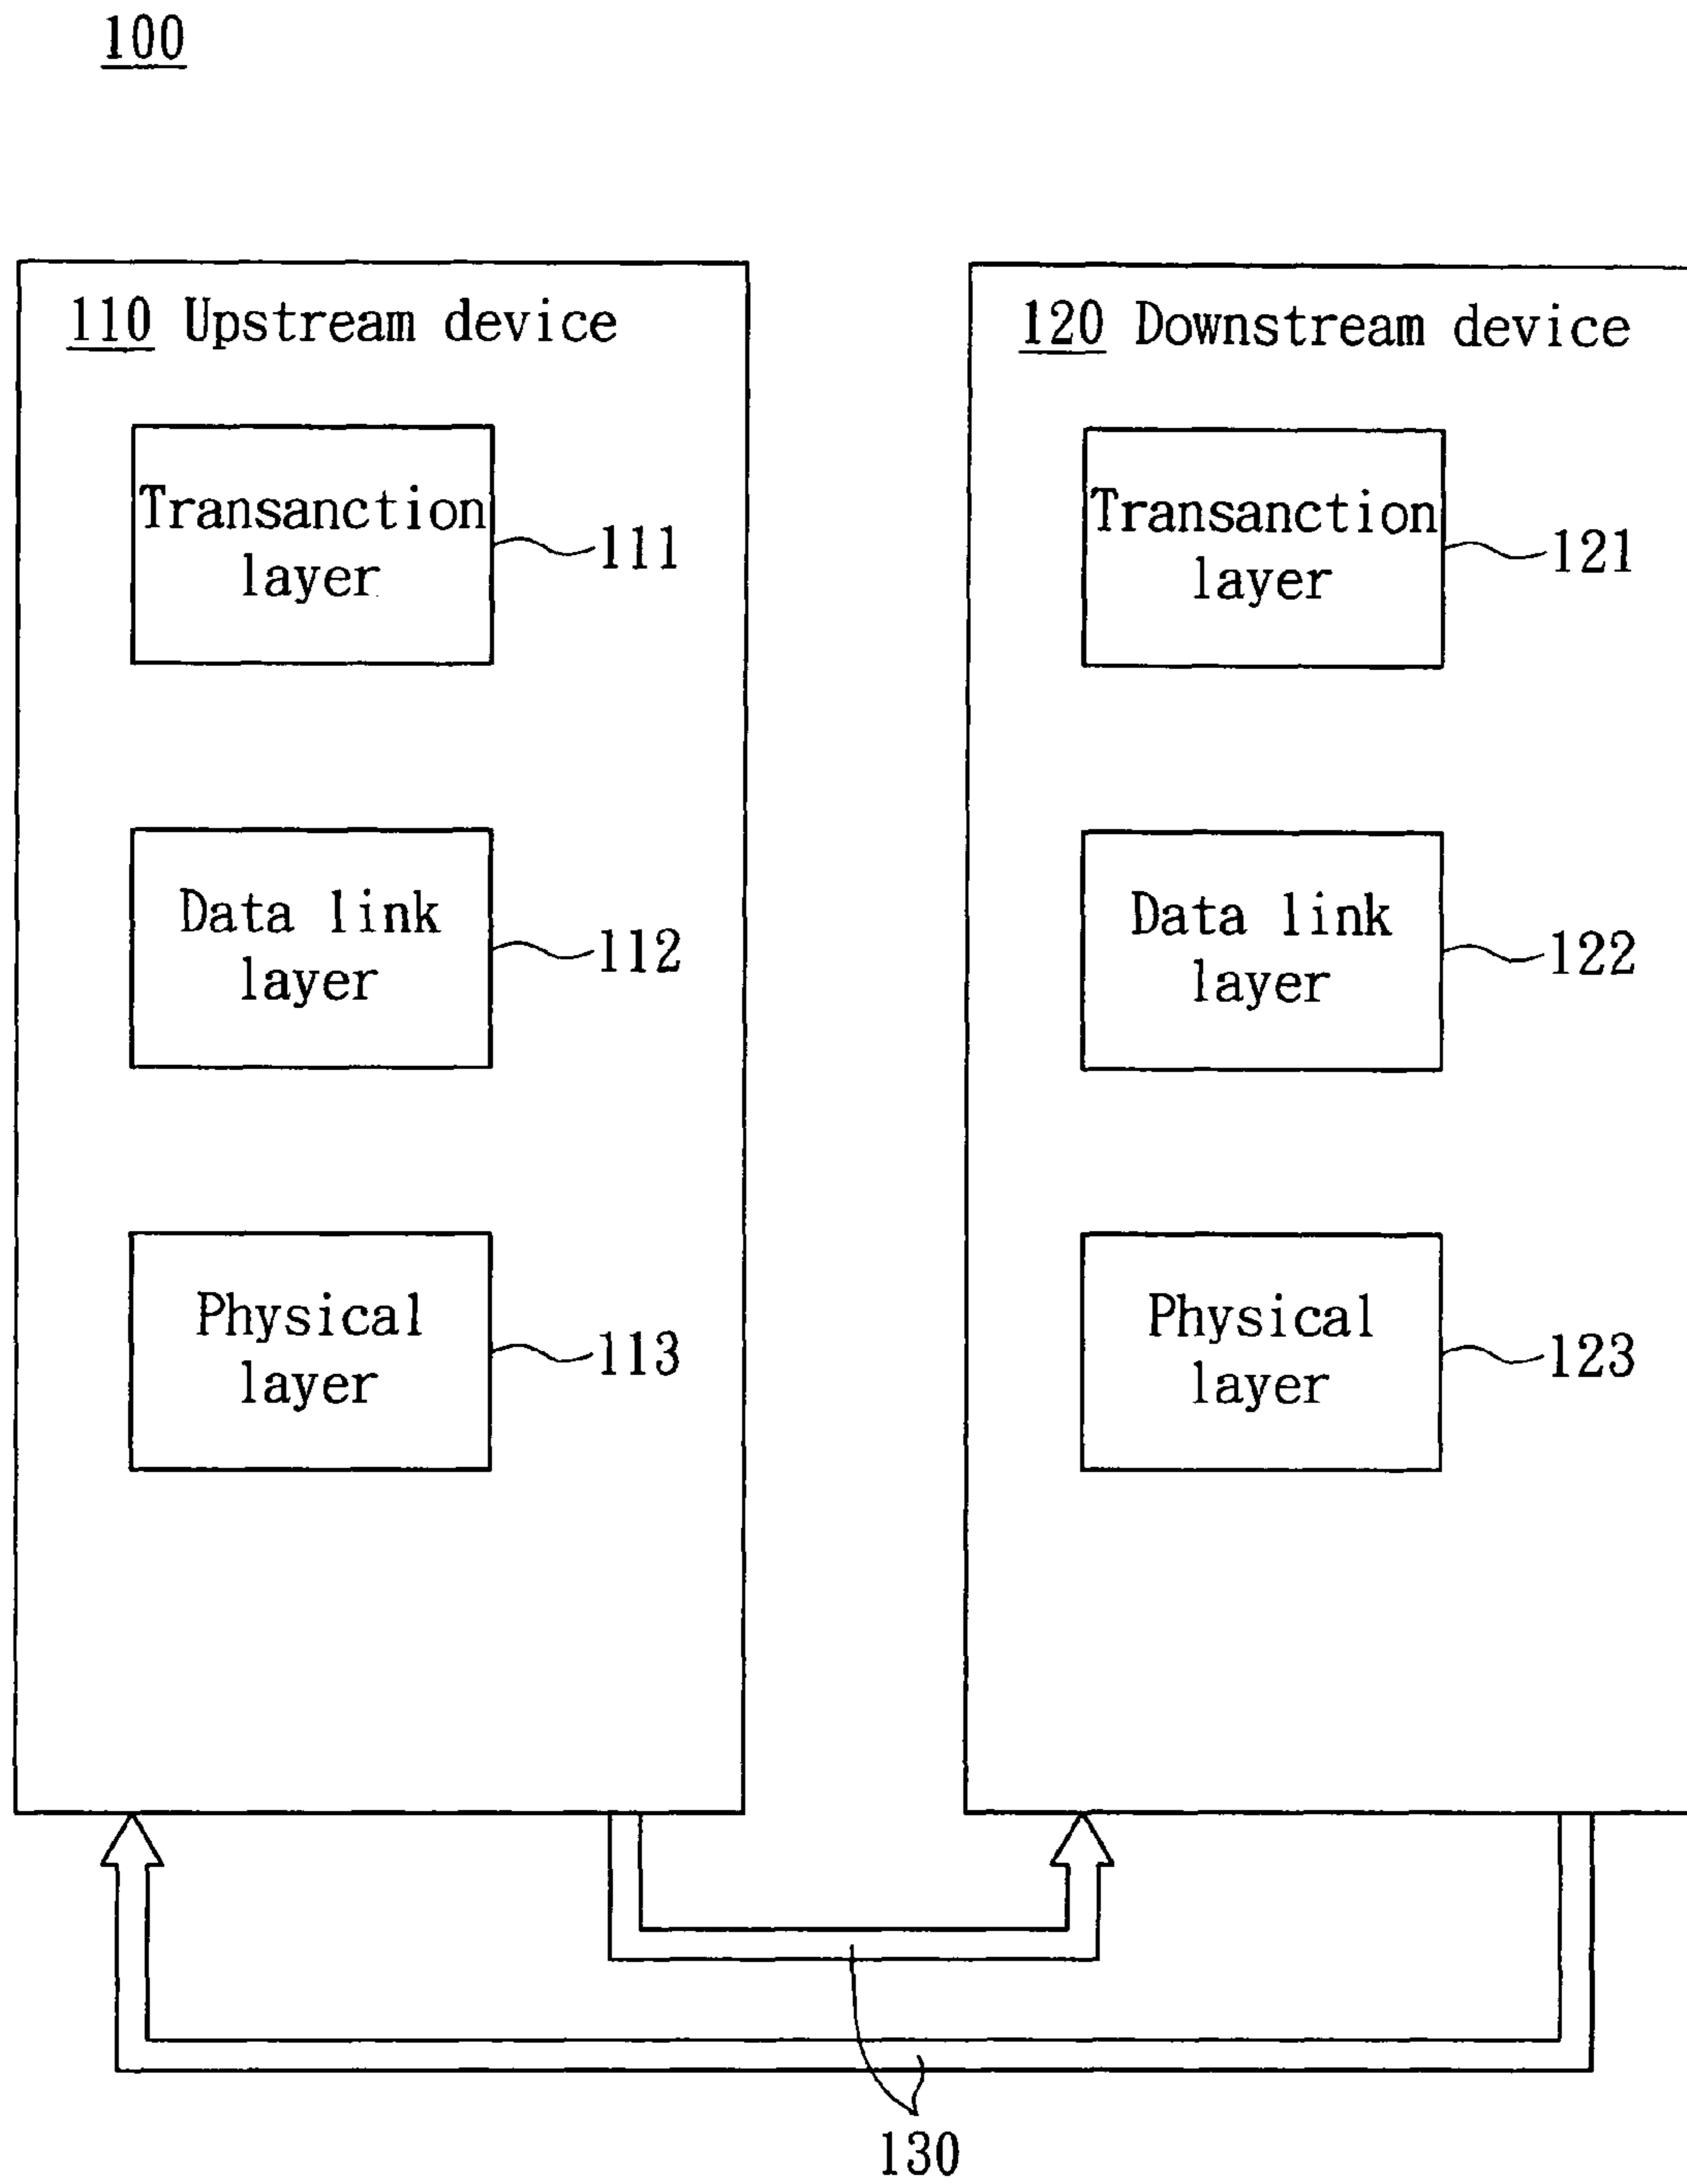 100
110 Upstream device
Transanction
layer
111
Data link
layer
112
Physical
layer
113
120 Downstream device
Transanction
layer
121
Data link
layer
122
Physical
layer
123
130